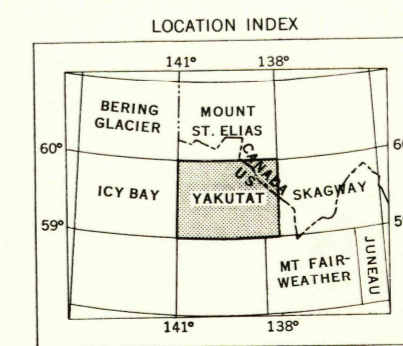 LOCATION INDEX
141° 138°
BERING
GLACIER
MOUNT
ST. ELIAS
60°
CANADA
US
ICY BAY
YAKUTAT
SKAGWAY
59°
MT FAIR-
WEATHER
JUNEAU
141° 138°